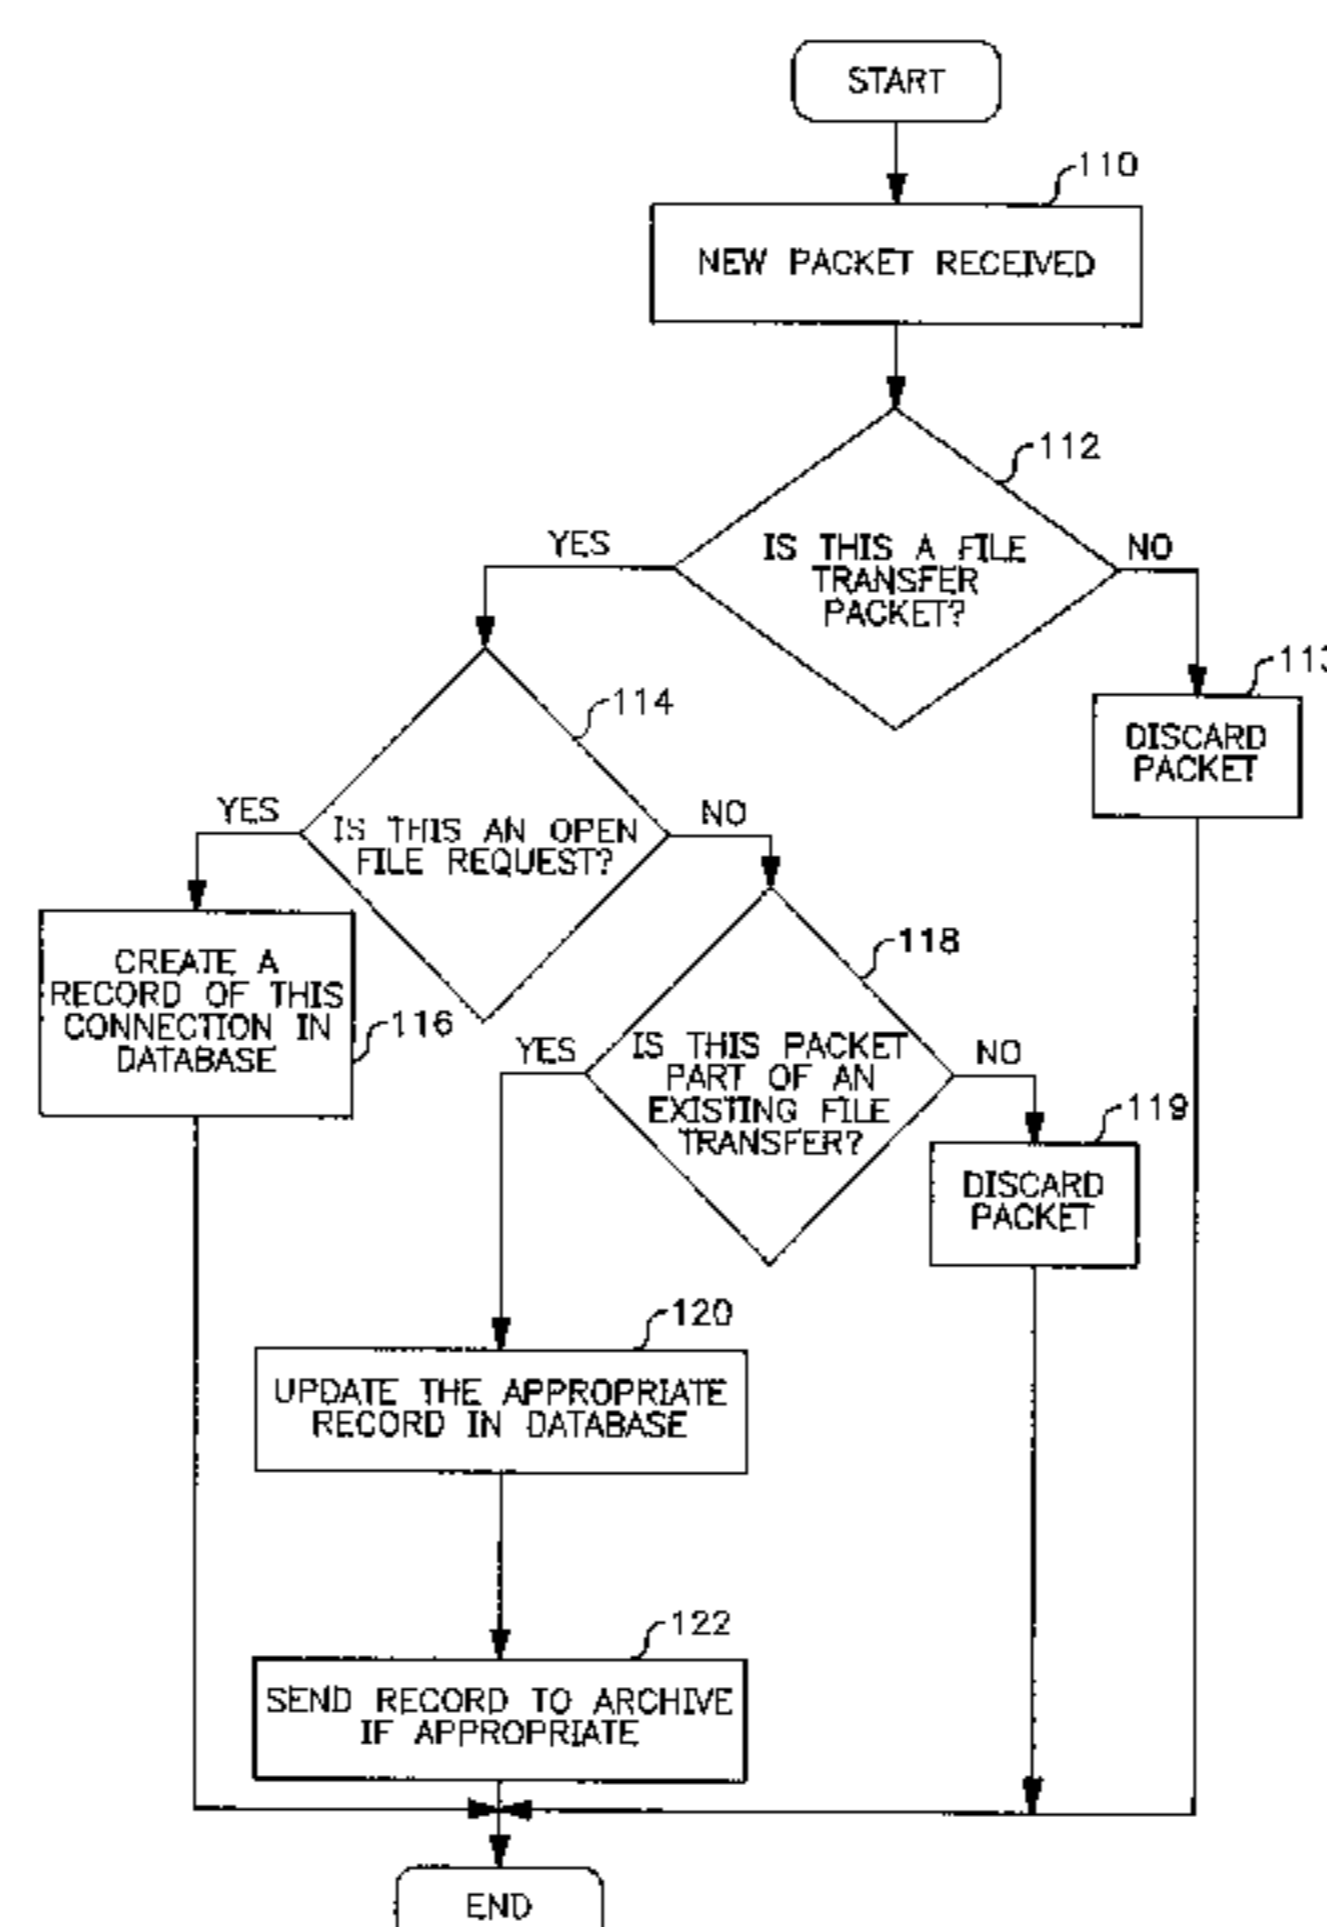 START
110
NEW PACKET RECEIVED
112
IS THIS A FILE
TRANSFER
PACKET?
YES
NO
113
DISCARD
PACKET
114
IS THIS AN OPEN
FILE REQUEST?
YES
NO
CREATE A
RECORD OF THIS
CONNECTION IN
DATABASE
116
118
IS THIS PACKET
PART OF AN
EXISTING FILE
TRANSFER?
YES
NO
119
DISCARD
PACKET
120
UPDATE THE APPROPRIATE
RECORD IN DATABASE
122
SEND RECORD TO ARCHIVE
IF APPROPRIATE
END